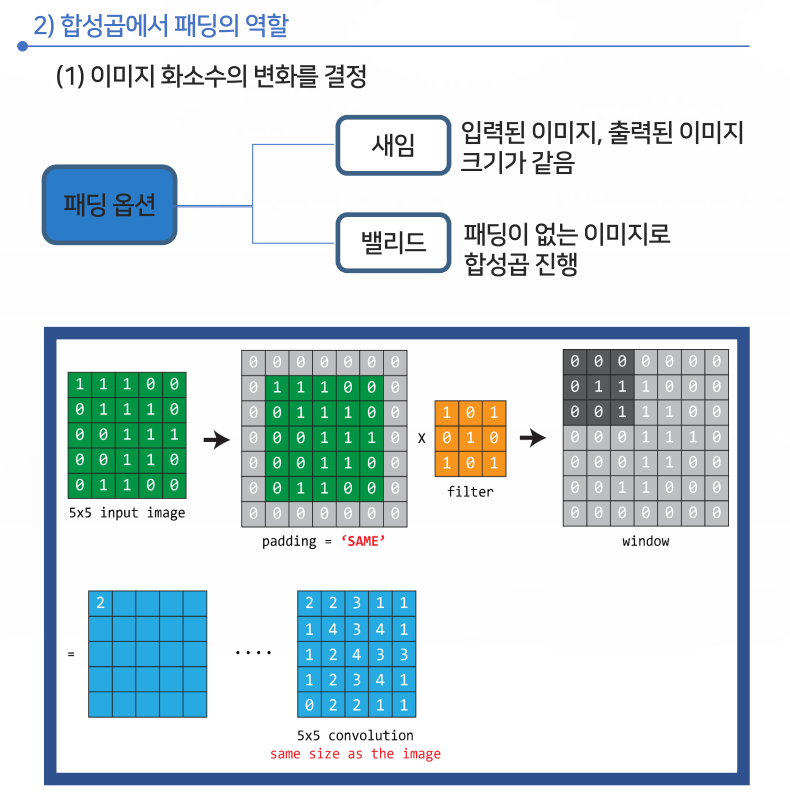 2) 합성곱에서 패딩의 역할
(1) 이미지 화소수의 변화를 결정
패딩 옵션
새임
입력된 이미지, 출력된 이미지
크기가 같음
밸리드
패딩이 없는 이미지로
합성곱 진행
1 1 1 0 0
0 1 1 1 0
0 0 1 1 1
0 0 1 1 0
0 1 1 0 0
5x5 input image
0 0 0 0 0 0 0
0 1 1 1 0 0 0
0 0 1 1 1 0 0
0 0 0 1 1 1 0
0 0 0 1 1 0 0
0 0 1 1 0 0 0
0 0 0 0 0 0 0
padding = ‘SAME’
x
1 0 1
0 1 0
1 0 1
filter
0 0 0 0 0 0 0
0 1 1 1 0 0 0
0 0 1 1 1 0 0
0 0 0 1 1 1 0
0 0 0 1 1 0 0
0 0 1 1 0 0 0
0 0 0 0 0 0 0
window
=
2
....
2 2 3 1 1
1 4 3 4 1
1 2 4 3 3
1 2 3 4 1
0 2 2 1 1
5x5 convolution
same size as the image